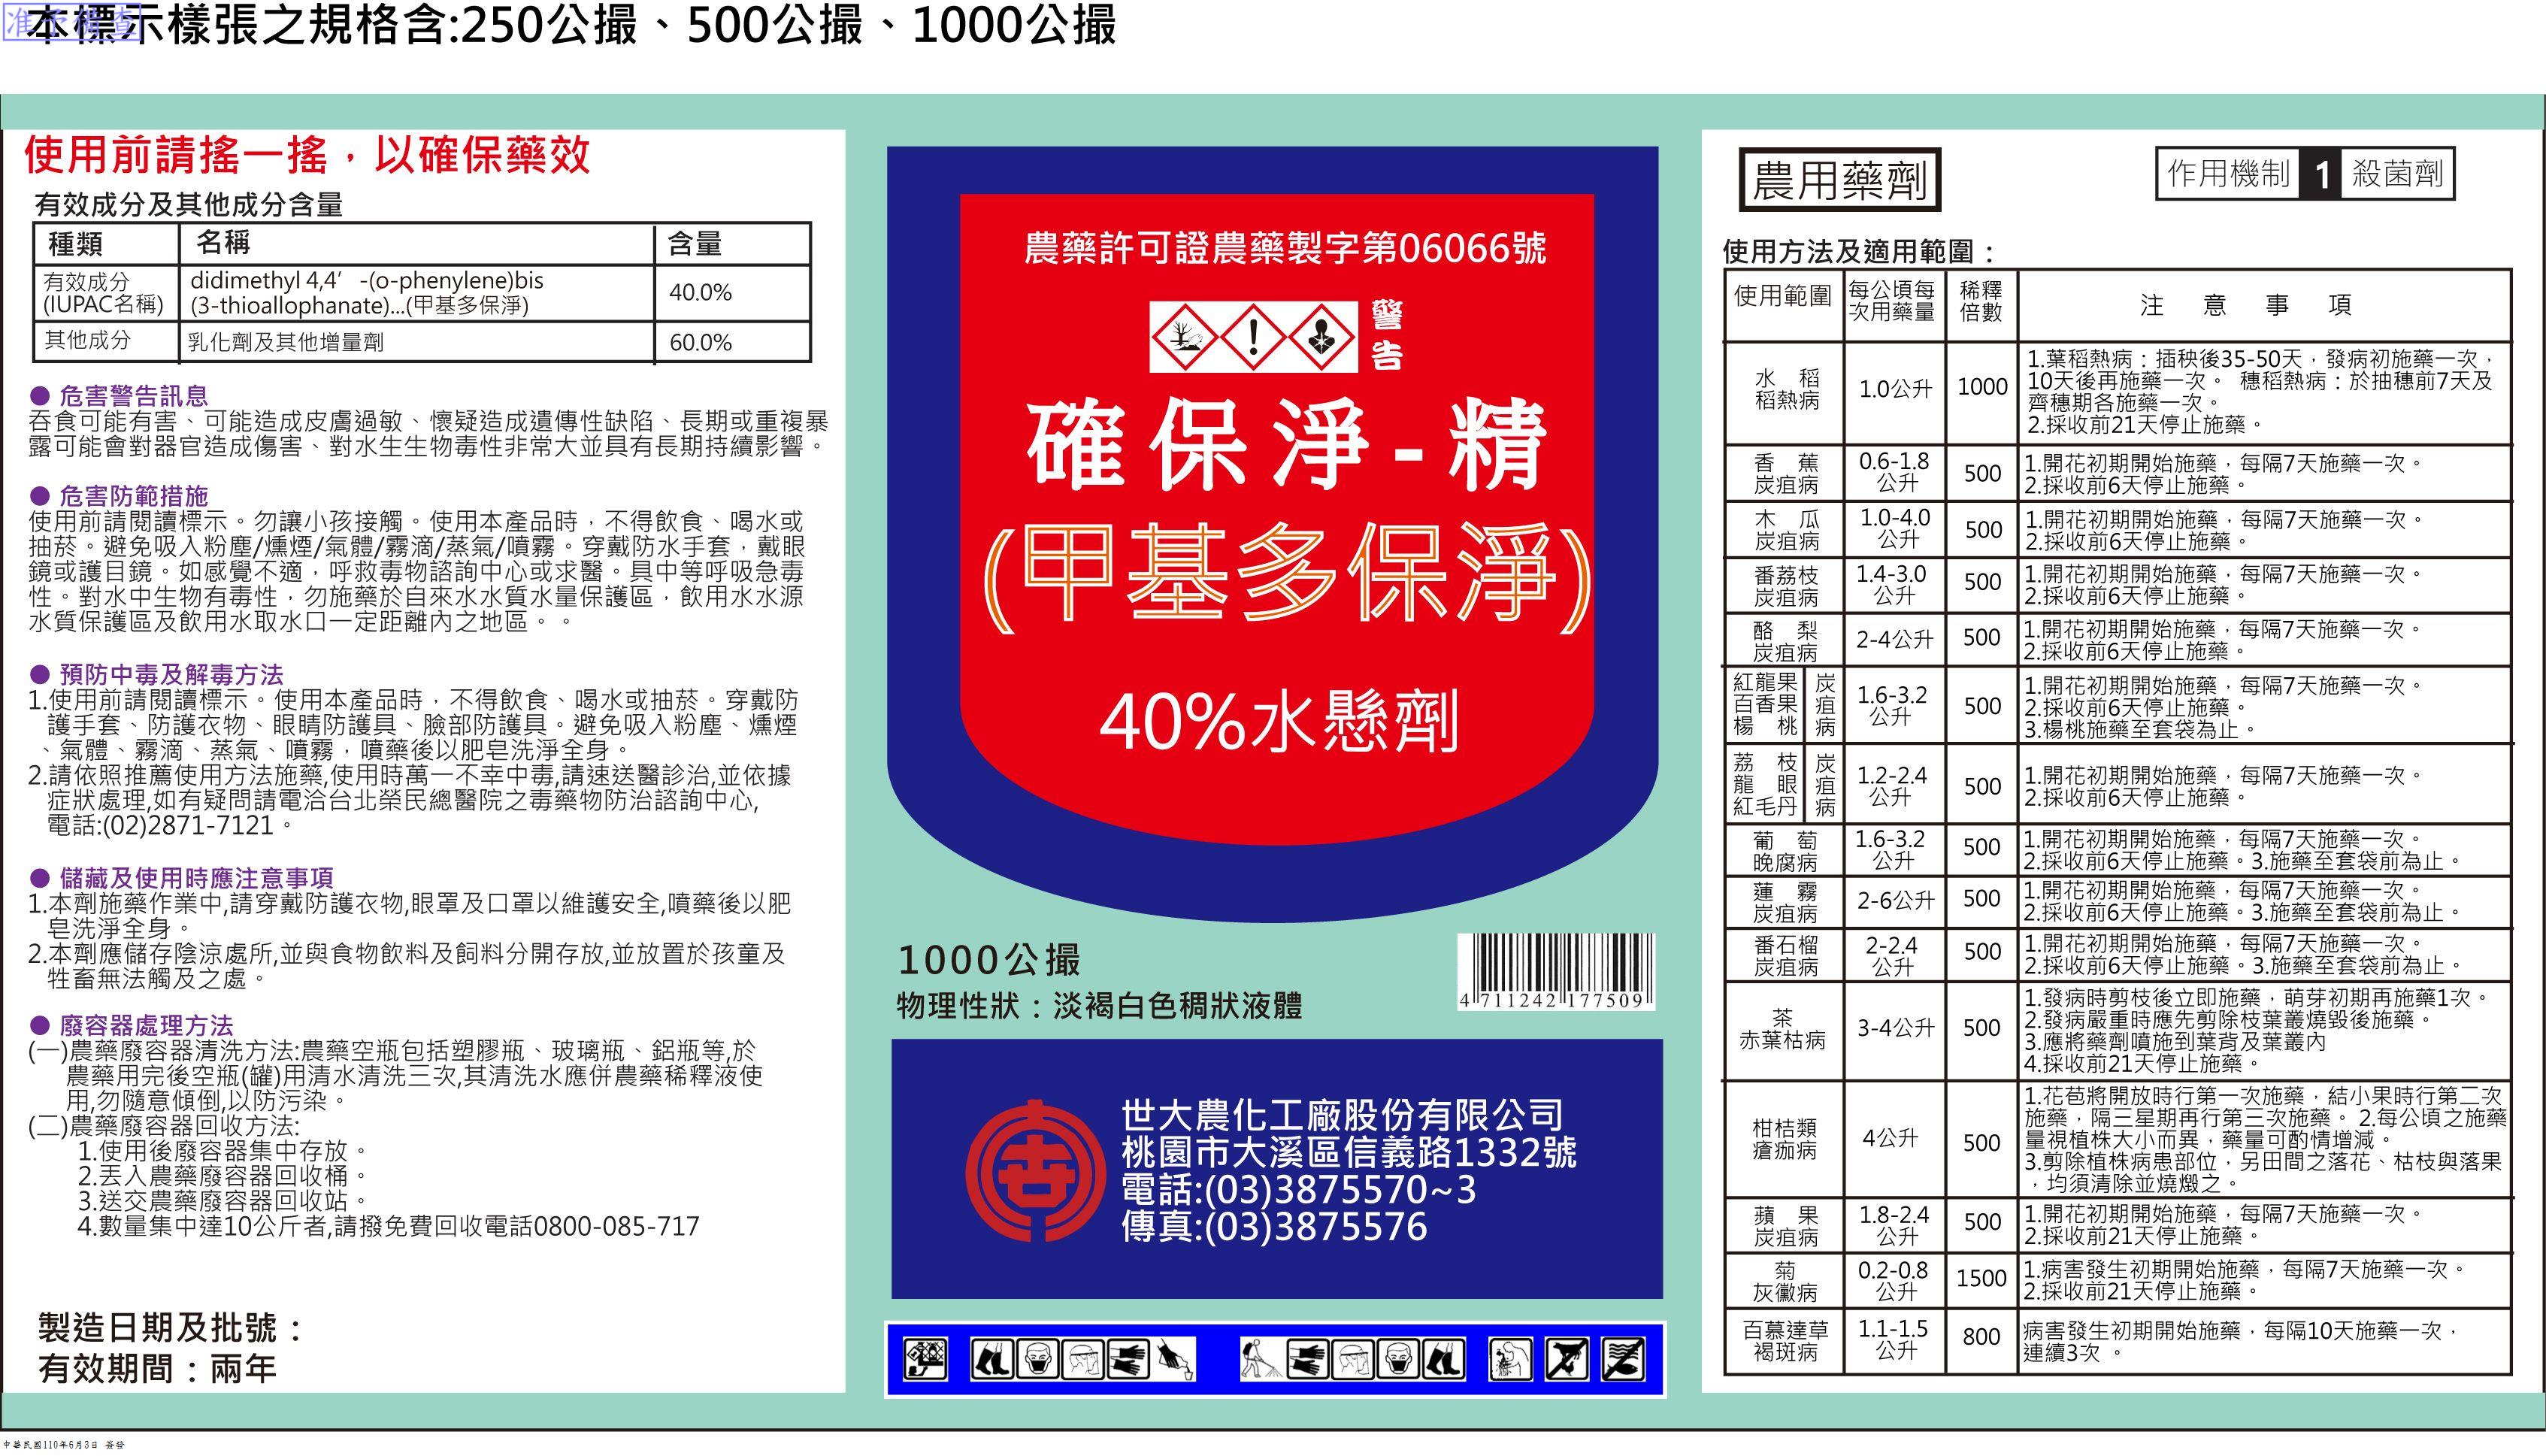 准予備查
本標示樣張之規格含:250公撮、500公撮、1000公撮
使用前請搖一搖，以確保藥效
有效成分及其他成分含量
種類 名稱 含量
有效成分 (IUPAC名稱) didimethyl 4,4′ -(o-phenylene)bis (3-thioallophanate)...(甲基多保淨) 40.0%
其他成分 乳化劑及其他增量劑 60.0%
● 危害警告訊息
吞食可能有害、可能造成皮膚過敏、懷疑造成遺傳性缺陷、長期或重複暴
露可能會對器官造成傷害、對水生生物毒性非常大並具有長期持續影響。
● 危害防範措施
使用前請閱讀標示。勿讓小孩接觸。使用本產品時，不得飲食、喝水或
抽菸。避免吸入粉塵/燻煙/氣體/霧滴/蒸氣/噴霧。穿戴防水手套，戴眼
鏡或護目鏡。如感覺不適，呼救毒物諮詢中心或求醫。具中等呼吸急毒
性。對水中生物有毒性，勿施藥於自來水水質水量保護區，飲用水水源
水質保護區及飲用水取水口一定距離內之地區。。
● 預防中毒及解毒方法
1.使用前請閱讀標示。使用本產品時，不得飲食、喝水或抽菸。穿戴防
護手套、防護衣物、眼睛防護具、臉部防護具。避免吸入粉塵、燻煙
、氣體、霧滴、蒸氣、噴霧，噴藥後以肥皂洗淨全身。
2.請依照推薦使用方法施藥,使用時萬一不幸中毒,請速送醫診治,並依據
症狀處理,如有疑問請電洽台北榮民總醫院之毒藥物防治諮詢中心,
電話:(02)2871-7121。
● 儲藏及使用時應注意事項
1.本劑施藥作業中,請穿戴防護衣物,眼罩及口罩以維護安全,噴藥後以肥
皂洗淨全身。
2.本劑應儲存陰涼處所,並與食物飲料及飼料分開存放,並放置於孩童及
牲畜無法觸及之處。
● 廢容器處理方法
(一)農藥廢容器清洗方法:農藥空瓶包括塑膠瓶、玻璃瓶、鋁瓶等,於
農藥用完後空瓶(罐)用清水清洗三次,其清洗水應併農藥稀釋液使
用,勿隨意傾倒,以防污染。
(二)農藥廢容器回收方法:
1.使用後廢容器集中存放。
2.丟入農藥廢容器回收桶。
3.送交農藥廢容器回收站。
4.數量集中達10公斤者,請撥免費回收電話0800-085-717
製造日期及批號：
有效期間：兩年
農藥許可證農藥製字第06066號
警告
確保淨-精
(甲基多保淨)
40%水懸劑
1000公撮
物理性狀：淡褐白色稠狀液體
4 711242 177509
世大農化工廠股份有限公司
桃園市大溪區信義路1332號
電話:(03)3875570~3
傳真:(03)3875576
農用藥劑
作用機制 1 殺菌劑
使用方法及適用範圍：
使用範圍 每公頃每次用藥量 稀釋倍數 注 意 事 項
水 稻 稻熱病 1.0公升 1000
1.葉稻熱病：插秧後35-50天，發病初施藥一次，
10天後再施藥一次。 穗稻熱病：於抽穗前7天及
齊穗期各施藥一次。
2.採收前21天停止施藥。
香 蕉 炭疽病 0.6-1.8公升 500
1.開花初期開始施藥，每隔7天施藥一次。
2.採收前6天停止施藥。
木 瓜 炭疽病 1.0-4.0公升 500
1.開花初期開始施藥，每隔7天施藥一次。
2.採收前6天停止施藥。
番荔枝 炭疽病 1.4-3.0公升 500
1.開花初期開始施藥，每隔7天施藥一次。
2.採收前6天停止施藥。
酪 梨 炭疽病 2-4公升 500
1.開花初期開始施藥，每隔7天施藥一次。
2.採收前6天停止施藥。
紅龍果 百香果 楊 桃 炭疽病 1.6-3.2公升 500
1.開花初期開始施藥，每隔7天施藥一次。
2.採收前6天停止施藥。
3.楊桃施藥至套袋為止。
荔 枝 龍 眼 紅毛丹 炭疽病 1.2-2.4公升 500
1.開花初期開始施藥，每隔7天施藥一次。
2.採收前6天停止施藥。
葡 萄 晚腐病 1.6-3.2公升 500
1.開花初期開始施藥，每隔7天施藥一次。
2.採收前6天停止施藥。3.施藥至套袋前為止。
蓮 霧 炭疽病 2-6公升 500
1.開花初期開始施藥，每隔7天施藥一次。
2.採收前6天停止施藥。3.施藥至套袋前為止。
番石榴 炭疽病 2-2.4公升 500
1.開花初期開始施藥，每隔7天施藥一次。
2.採收前6天停止施藥。3.施藥至套袋前為止。
茶 赤葉枯病 3-4公升 500
1.發病時剪枝後立即施藥，萌芽初期再施藥1次。
2.發病嚴重時應先剪除枝葉叢燒毀後施藥。
3.應將藥劑噴施到葉背及葉叢內
4.採收前21天停止施藥。
柑桔類 瘡痂病 4公升 500
1.花苞將開放時行第一次施藥，結小果時行第二次
施藥，隔三星期再行第三次施藥。 2.每公頃之施藥
量視植株大小而異，藥量可酌情增減。
3.剪除植株病患部位，另田間之落花、枯枝與落果
，均須清除並燒燬之。
蘋 果 炭疽病 1.8-2.4公升 500
1.開花初期開始施藥，每隔7天施藥一次。
2.採收前21天停止施藥。
菊 灰黴病 0.2-0.8公升 1500
1.病害發生初期開始施藥，每隔7天施藥一次。
2.採收前21天停止施藥。
百慕達草 褐斑病 1.1-1.5公升 800
病害發生初期開始施藥，每隔10天施藥一次，
連續3次 。
中華民國110年6月3日 簽發